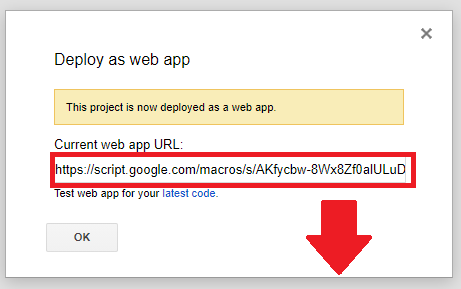 Deploy as web app
This project is now deployed as a web app.
Current web app URL:
https://script.google.com/macros/s/AKfycbw-8Wx8Zf0alULuD
Test web app for your latest code.
OK